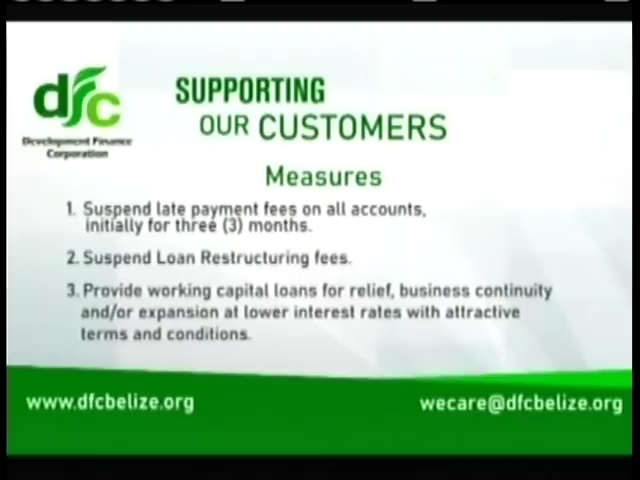 dfc
Development Finance
Corporation
SUPPORTING
OUR CUSTOMERS
Measures
1. Suspend late payment fees on all accounts,
initially for three (3) months.
2. Suspend Loan Restructuring fees.
3. Provide working capital loans for relief, business continuity
and/or expansion at lower interest rates with attractive
terms and conditions.
www.dfcbelize.org
wecare@dfcbelize.org